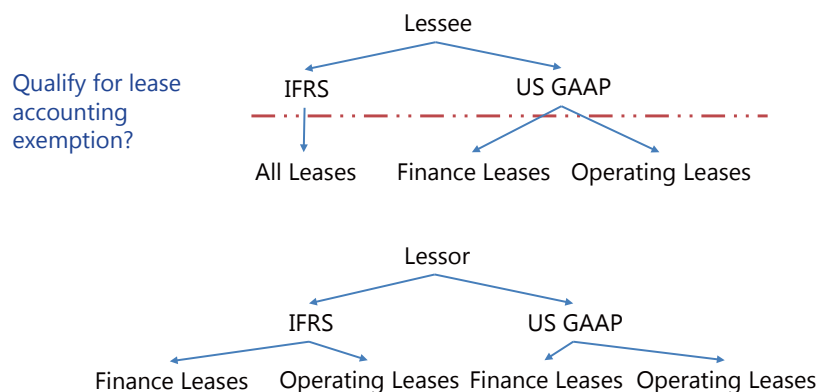 Lessee
Qualify for lease
accounting
exemption?
IFRS
US GAAP
All Leases
Finance Leases
Operating Leases
Lessor
IFRS
US GAAP
Finance Leases
Operating Leases
Finance Leases
Operating Leases